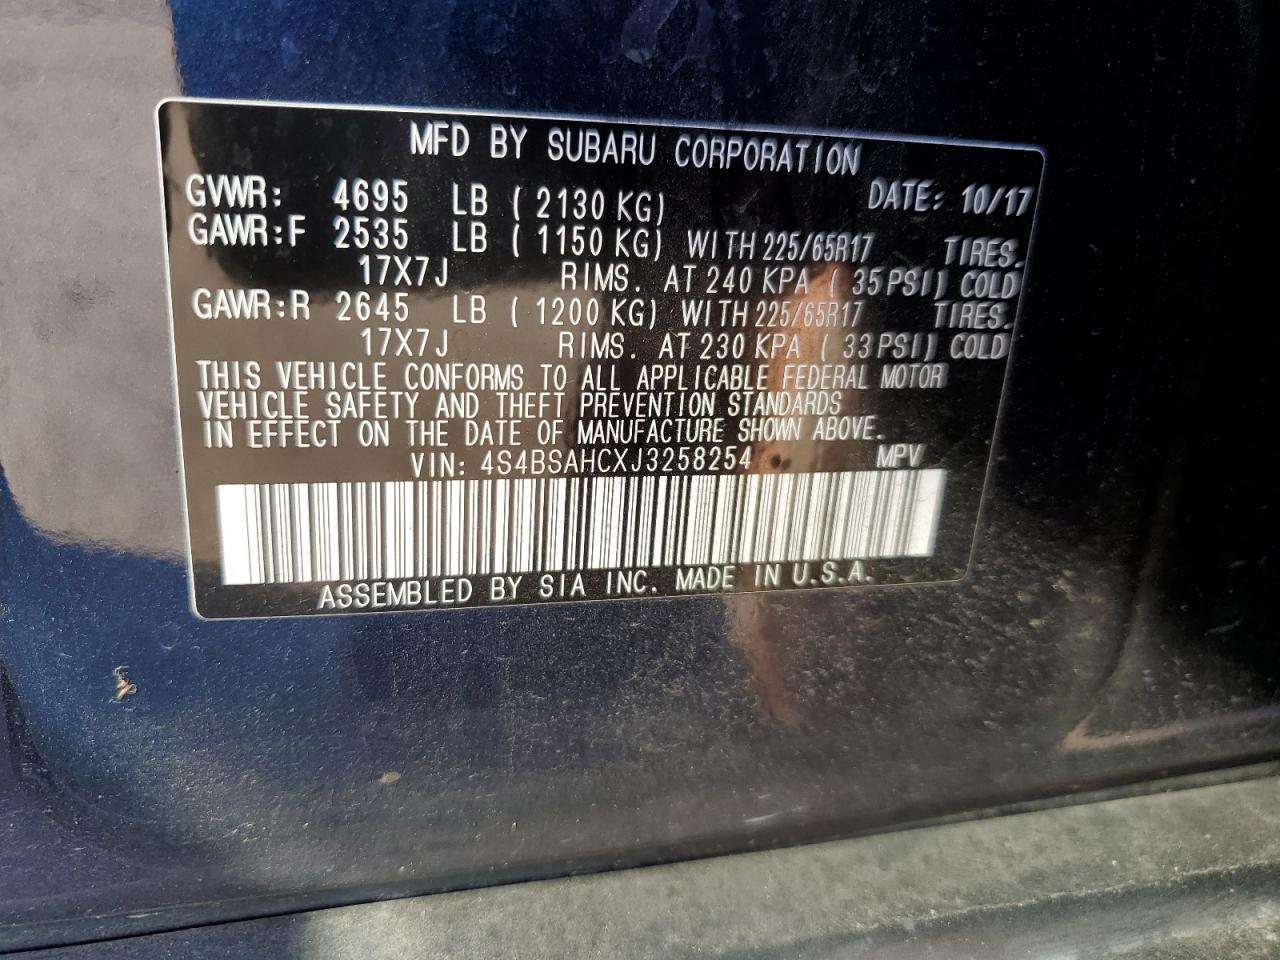 MFD BY SUBARU CORPORATION
GVWR: 4695 LB ( 2130 KG) DATE: 10/17
GAWR:F 2535 LB ( 1150 KG) WITH 225/65R17 TIRES.
17X7J RIMS. AT 240 KPA ( 35 PSI) COLD
GAWR:R 2645 LB ( 1200 KG) WITH 225/65R17 TIRES.
17X7J RIMS. AT 230 KPA ( 33 PSI) COLD
THIS VEHICLE CONFORMS TO ALL APPLICABLE FEDERAL MOTOR
VEHICLE SAFETY AND THEFT PREVENTION STANDARDS
IN EFFECT ON THE DATE OF MANUFACTURE SHOWN ABOVE.
VIN: 4S4BSAHCXJ3258254 MPV
ASSEMBLED BY SIA INC. MADE IN U.S.A.